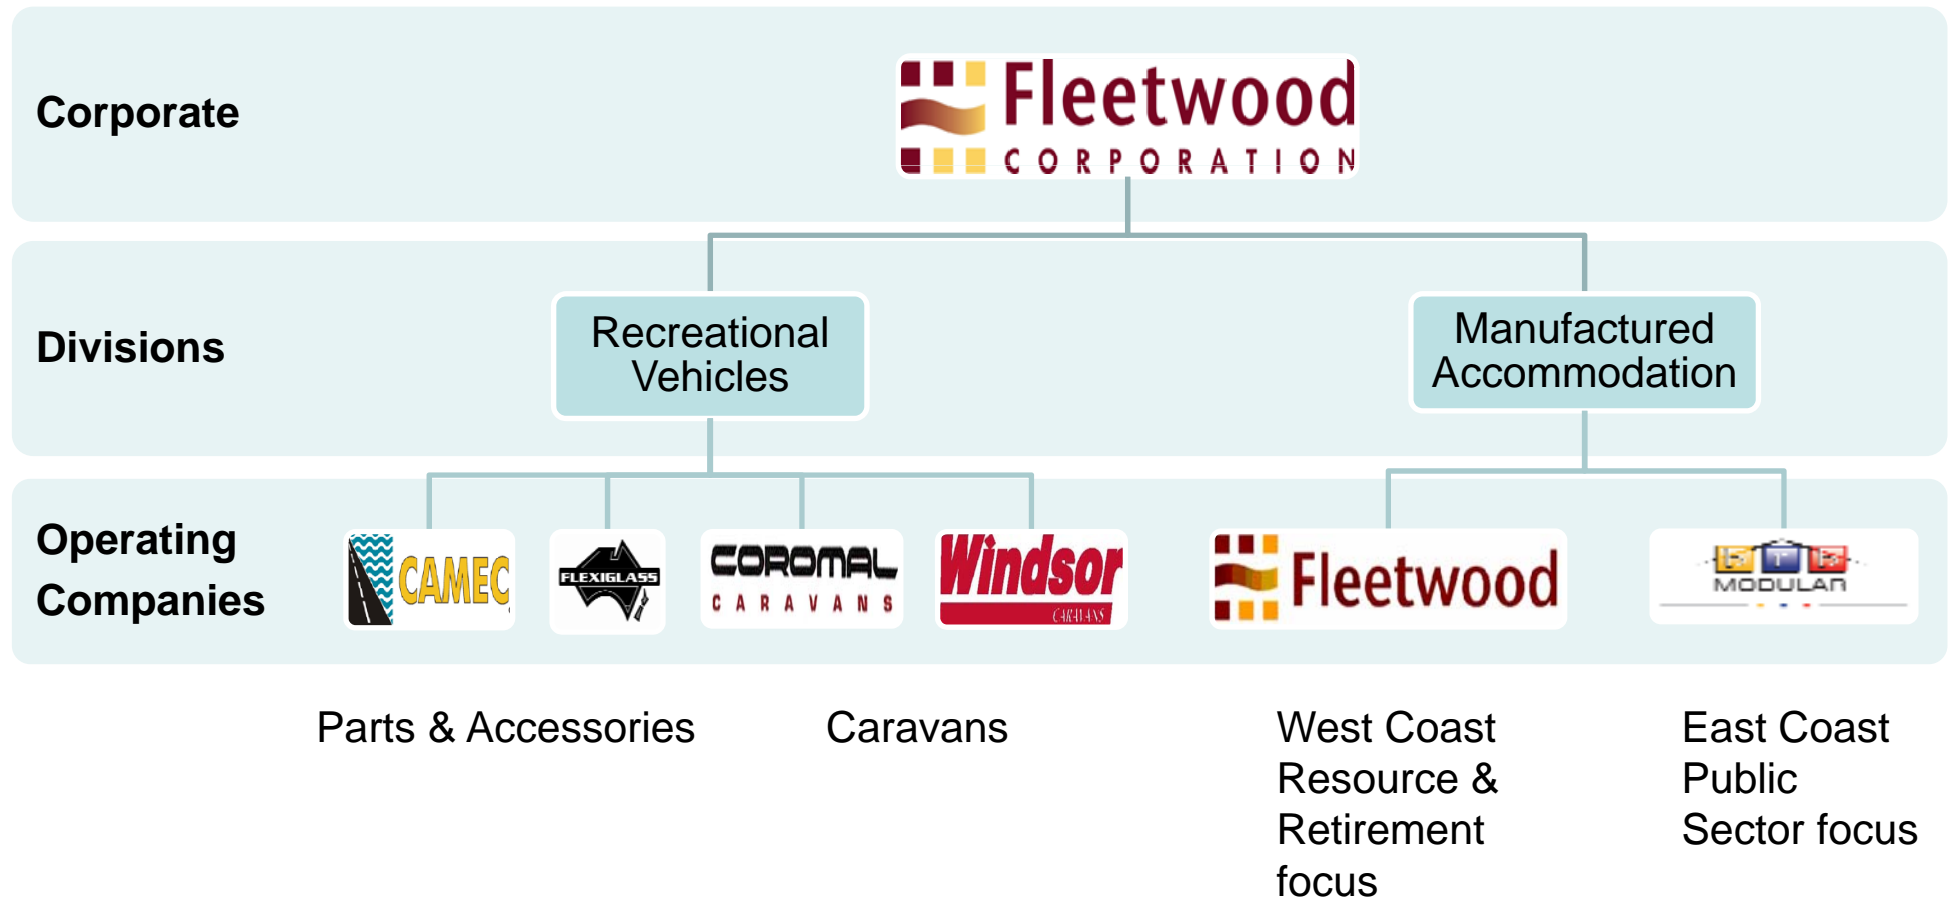 Corporate
Fleetwood
CORPORATION
Divisions
Recreational
Vehicles
Manufactured
Accommodation
Operating
Companies
CAMEC
FLEXIGLASS
COROMAL
CARAVANS
Windsor
CARAVANS
Fleetwood
MODULAR
Parts & Accessories
Caravans
West Coast
Resource &
Retirement
focus
East Coast
Public
Sector focus